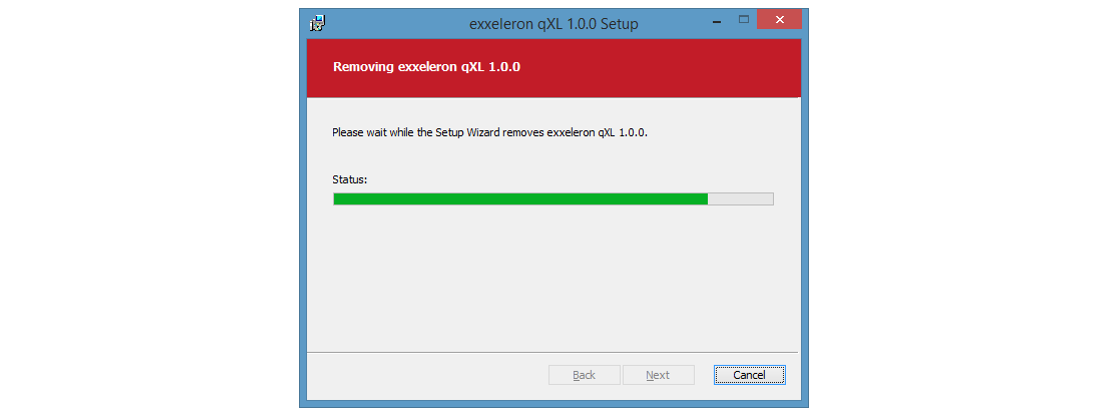 exxeleron qXL 1.0.0 Setup
Removing exxeleron qXL 1.0.0
Please wait while the Setup Wizard removes exxeleron qXL 1.0.0.
Status:
Back Next Cancel